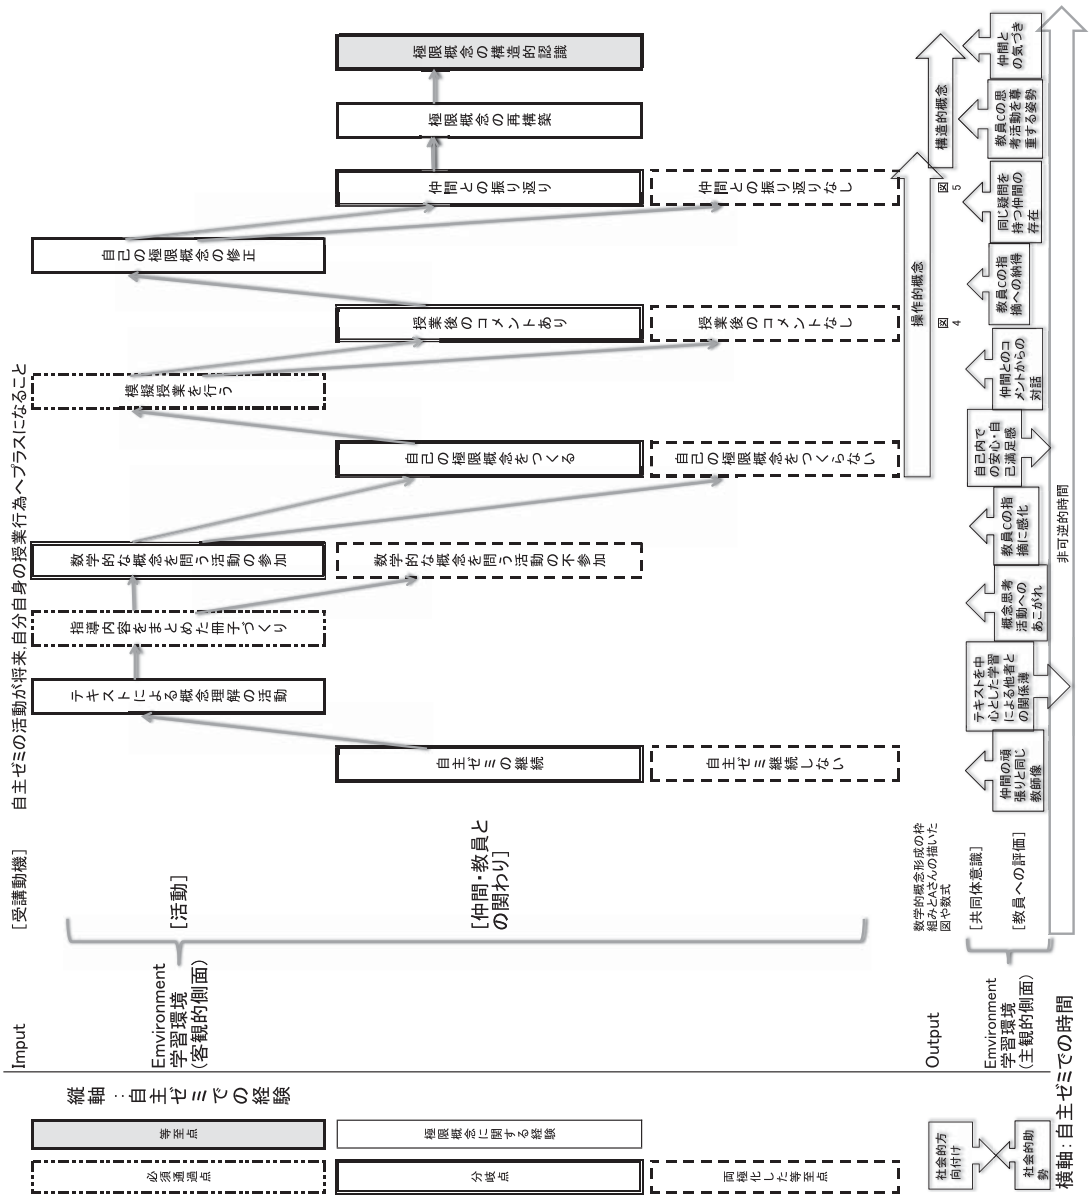 Imput
[受講動機]
自主ゼミの活動が将来,自分自身の授業行為へプラスになること
縦軸:自主ゼミでの経験
等至点
極限概念に関する経験
必須通過点
分岐点
両極化した等至点
Emvironment
学習環境
(客観的側面)
[活動]
テキストによる概念理解の活動
指導内容をまとめた冊子づくり
数学的な概念を問う活動の参加
模擬授業を行う
自己の極限概念の修正
[仲間・教員と
の関わり]
自主ゼミの継続
数学的な概念を問う活動の不参加
自己の極限概念をつくる
授業後のコメントあり
仲間との振り返り
極限概念の再構築
極限概念の構造的認識
自主ゼミ継続しない
自己の極限概念をつくらない
授業後のコメントなし
仲間との振り返りなし
Output
数学的概念形成の枠
組みとAさんの描いた
図や数式
操作的概念
構造的概念
図
4
図
5
Emvironment
学習環境
(主観的側面)
[共同体意識]
[教員への評価]
社会的方
向付け
社会的助
勢
仲間の頑
張りと同じ
教師像
テキストを中
心とした学習
による他者と
の関係薄
概念思考
活動への
あこがれ
教員Cの指
摘に感化
自己内で
の安心・自
己満足感
仲間とのコ
メントからの
対話
教員Cの指
摘への納得
同じ疑問を
持つ仲間の
存在
教員Cの思
考活動を尊
重する姿勢
仲間と
の気づき
非可逆的時間
横軸:自主ゼミでの時間